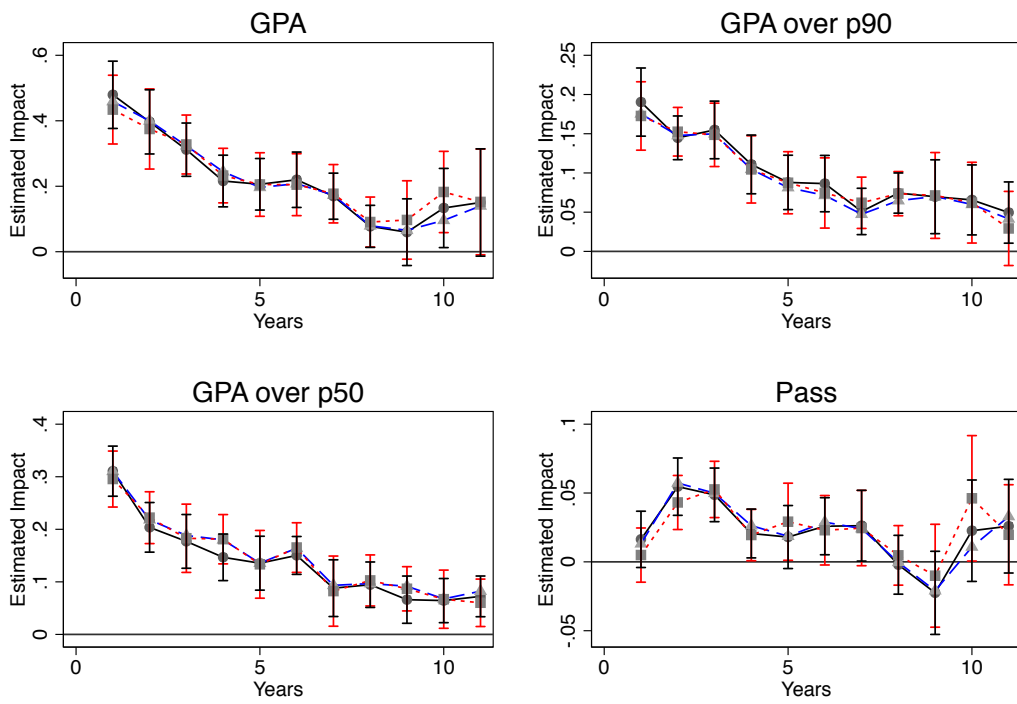 GPA
Estimated Impact
.6
.4
.2
0
0 5 10
Years
GPA over p90
Estimated Impact
.25
.2
.15
.1
.05
0
0 5 10
Years
GPA over p50
Estimated Impact
.4
.3
.2
.1
0
0 5 10
Years
Pass
Estimated Impact
.1
.05
0
-.05
0 5 10
Years